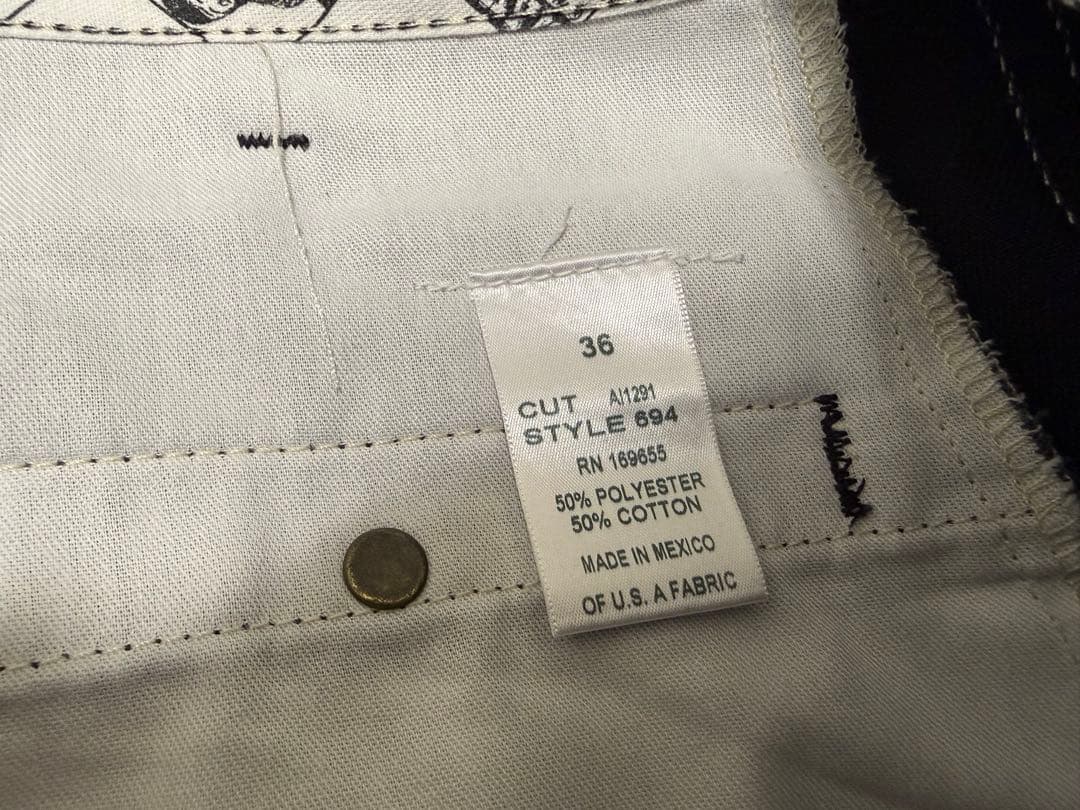 36
CUT AI1291
STYLE 694
RN 169655
50% POLYESTER
50% COTTON
MADE IN MEXICO
OF U.S. A FABRIC